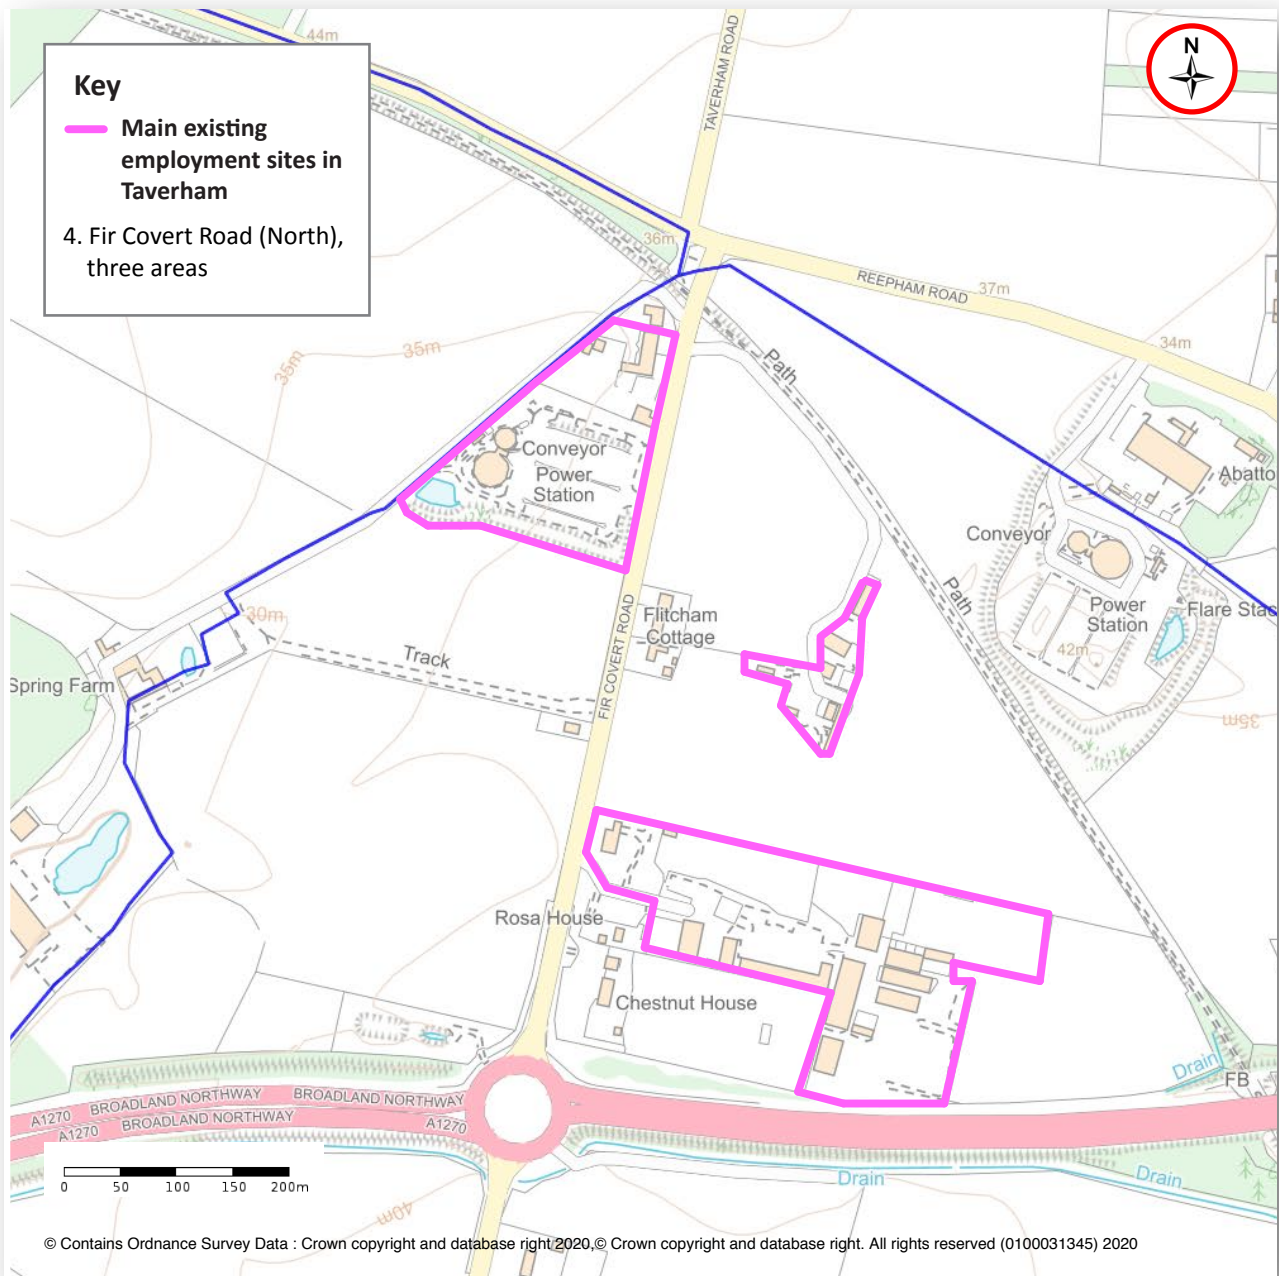 44m
N
Key
Main existing
employment sites in
Taverham
4. Fir Covert Road (North),
three areas
TAVERHAM ROAD
36m
REEPHAM ROAD
37m
34m
35m
35m
Path
Conveyor
Power
Station
Abatto
Conveyor
Path
Power
Station
Flare Stac
42m
30m
Flitcham
Cottage
FIR COVERT ROAD
Track
Spring Farm
35m
Rosa House
Chestnut House
Drain
FB
A1270
BROADLAND NORTHWAY
BROADLAND NORTHWAY
A1270
BROADLAND NORTHWAY
A1270
0 50 100 150 200m
Drain
Drain
40m
© Contains Ordnance Survey Data : Crown copyright and database right 2020,© Crown copyright and database right. All rights reserved (0100031345) 2020